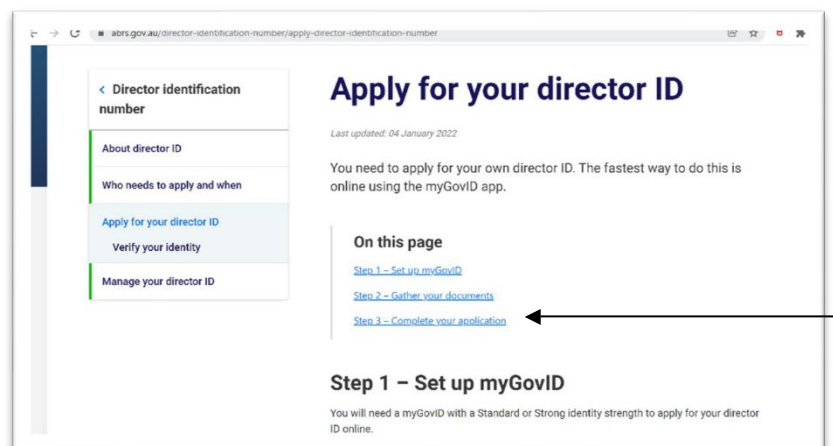 abrs.gov.au/director-identification-number/apply-director-identification-number
< Director identification
number
About director ID
Who needs to apply and when
Apply for your director ID
Verify your identity
Manage your director ID
Apply for your director ID
Last updated: 04 January 2022
You need to apply for your own director ID. The fastest way to do this is
online using the myGovID app.
On this page
Step 1 – Set up myGovID
Step 2 – Gather your documents
Step 3 – Complete your application
Step 1 – Set up myGovID
You will need a myGovID with a Standard or Strong identity strength to apply for your director
ID online.